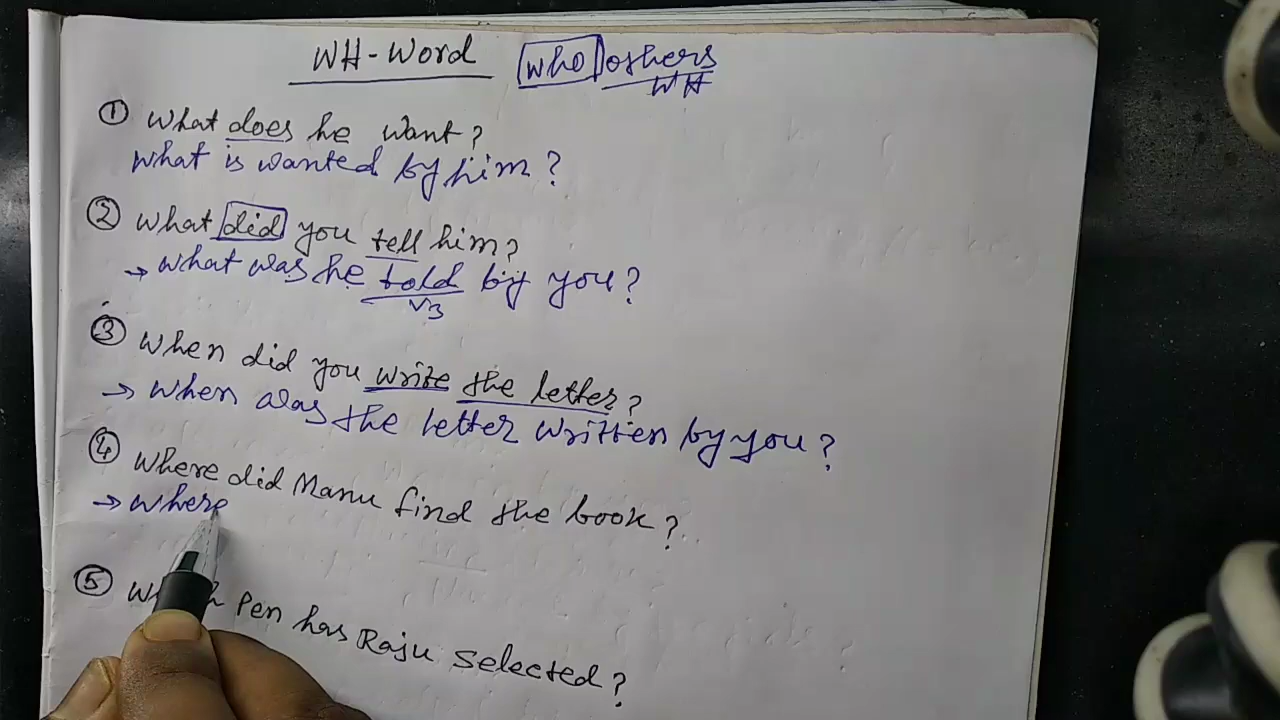 WH-Word who others
WH
① What does he want?
What is wanted by him?
② What did you tell him?
→ What was he told by you?
V3
③ When did you write the letter?
→ When was the letter written by you?
④ Where did Manu find the book?
→ Where
⑤ Pen has Raju selected?